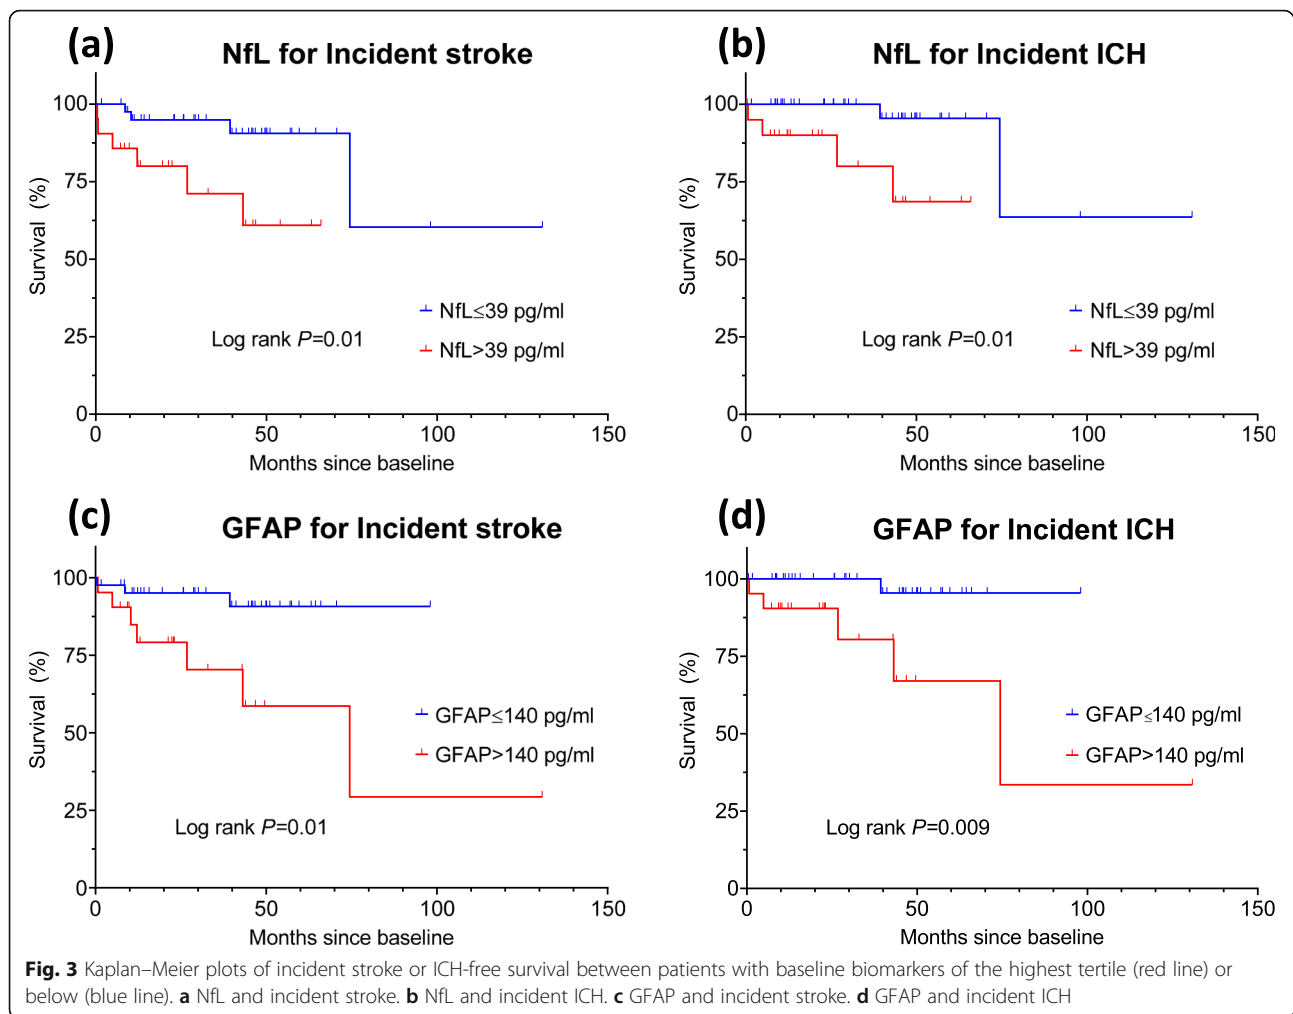 (a)
NfL for Incident stroke
100
75
50
25
0
Survival (%)
NfL≤39 pg/ml
NfL>39 pg/ml
Log rank P=0.01
0 50 100 150
Months since baseline
(b)
NfL for Incident ICH
100
75
50
25
0
Survival (%)
NfL≤39 pg/ml
NfL>39 pg/ml
Log rank P=0.01
0 50 100 150
Months since baseline
(c)
GFAP for Incident stroke
100
75
50
25
0
Survival (%)
GFAP≤140 pg/ml
GFAP>140 pg/ml
Log rank P=0.01
0 50 100 150
Months since baseline
(d)
GFAP for Incident ICH
100
75
50
25
0
Survival (%)
GFAP≤140 pg/ml
GFAP>140 pg/ml
Log rank P=0.009
0 50 100 150
Months since baseline
Fig. 3 Kaplan–Meier plots of incident stroke or ICH-free survival between patients with baseline biomarkers of the highest tertile (red line) or
below (blue line). a NfL and incident stroke. b NfL and incident ICH. c GFAP and incident stroke. d GFAP and incident ICH